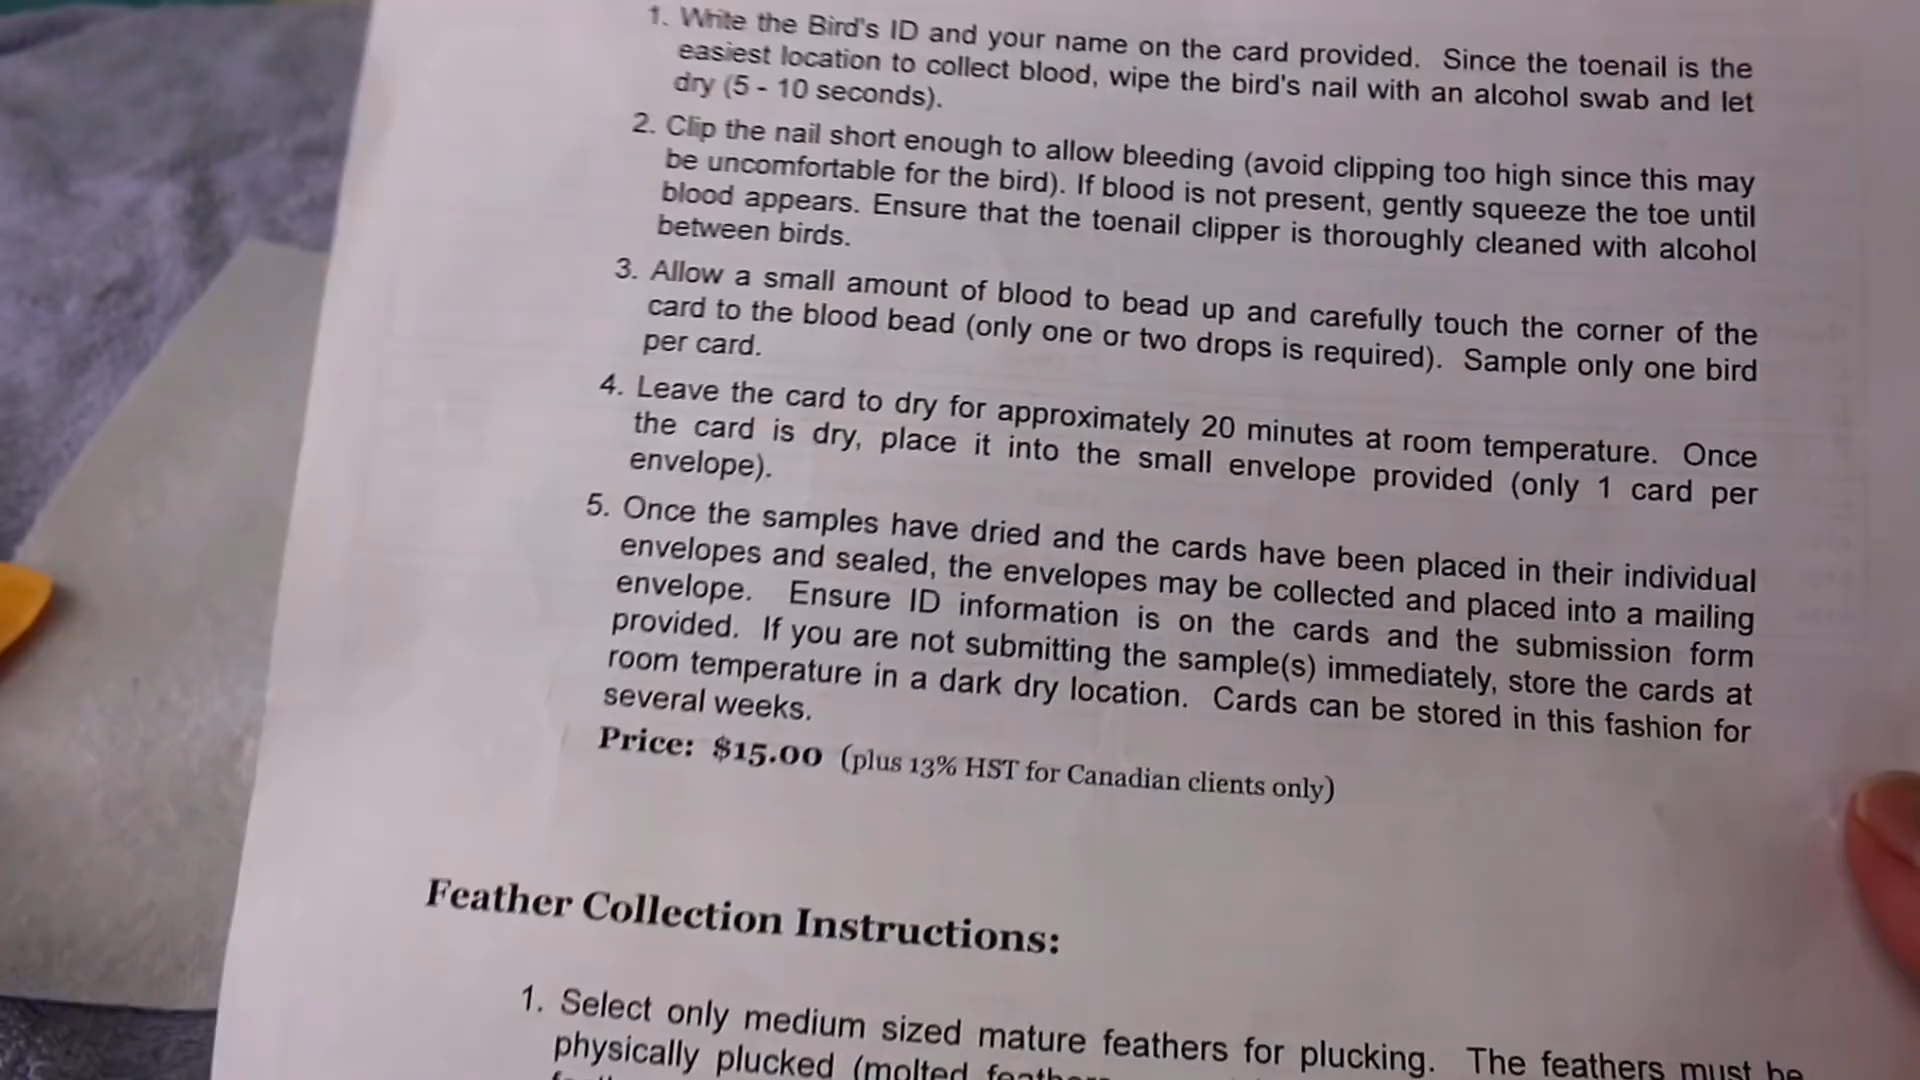 1. Write the Bird's ID and your name on the card provided. Since the toenail is the
easiest location to collect blood, wipe the bird's nail with an alcohol swab and let
dry (5 - 10 seconds).
2. Clip the nail short enough to allow bleeding (avoid clipping too high since this may
be uncomfortable for the bird). If blood is not present, gently squeeze the toe until
blood appears. Ensure that the toenail clipper is thoroughly cleaned with alcohol
between birds.
3. Allow a small amount of blood to bead up and carefully touch the corner of the
card to the blood bead (only one or two drops is required). Sample only one bird
per card.
4. Leave the card to dry for approximately 20 minutes at room temperature. Once
the card is dry, place it into the small envelope provided (only 1 card per
envelope).
5. Once the samples have dried and the cards have been placed in their individual
envelopes and sealed, the envelopes may be collected and placed into a mailing
envelope. Ensure ID information is on the cards and the submission form
provided. If you are not submitting the sample(s) immediately, store the cards at
room temperature in a dark dry location. Cards can be stored in this fashion for
several weeks.
Price: $15.00 (plus 13% HST for Canadian clients only)
Feather Collection Instructions:
1. Select only medium sized mature feathers for plucking. The feathers must be
physically plucked (molted